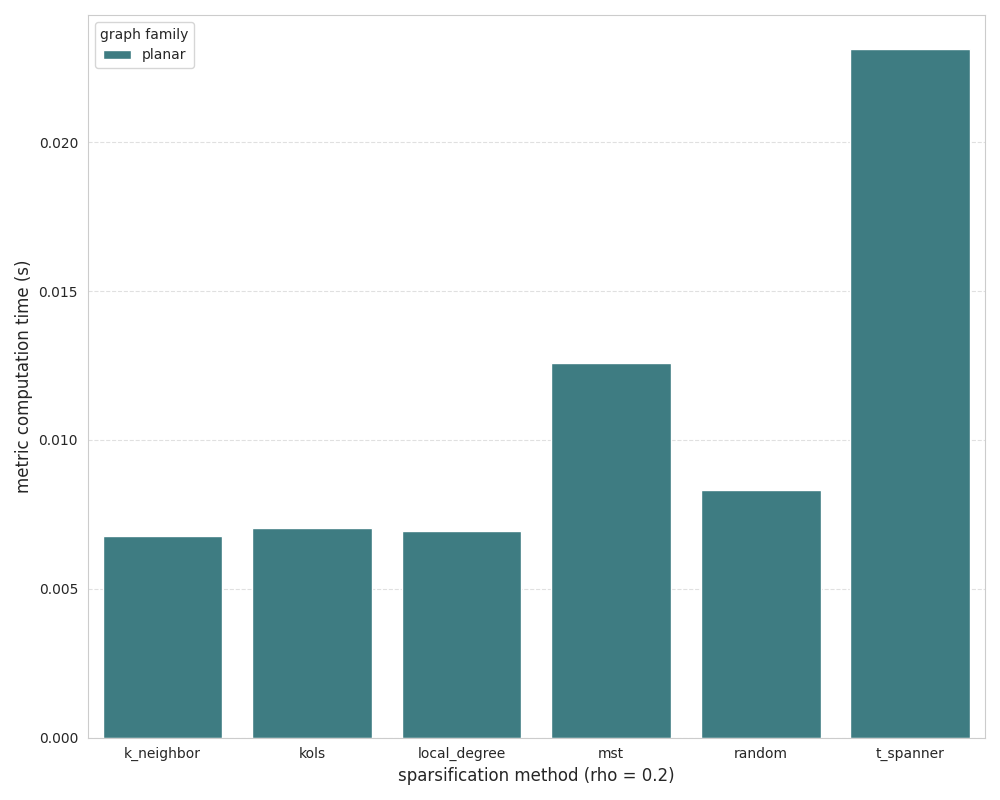 graph family
planar
metric computation time (s)
0.020
0.015
0.010
0.005
0.000
k_neighbor kols local_degree mst random t_spanner
sparsification method (rho = 0.2)